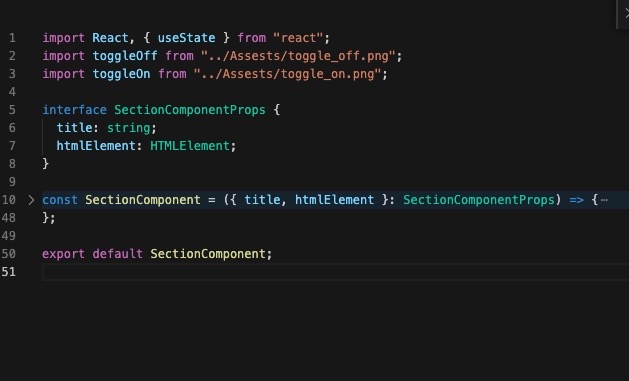 1 import React, { useState } from "react";
2 import toggleOff from "../Assests/toggle_off.png";
3 import toggleOn from "../Assests/toggle_on.png";
4
5 interface SectionComponentProps {
6 title: string;
7 htmlElement: HTMLElement;
8 }
9
10 const SectionComponent = ({ title, htmlElement }: SectionComponentProps) => {⋯
48 };
49
50 export default SectionComponent;
51